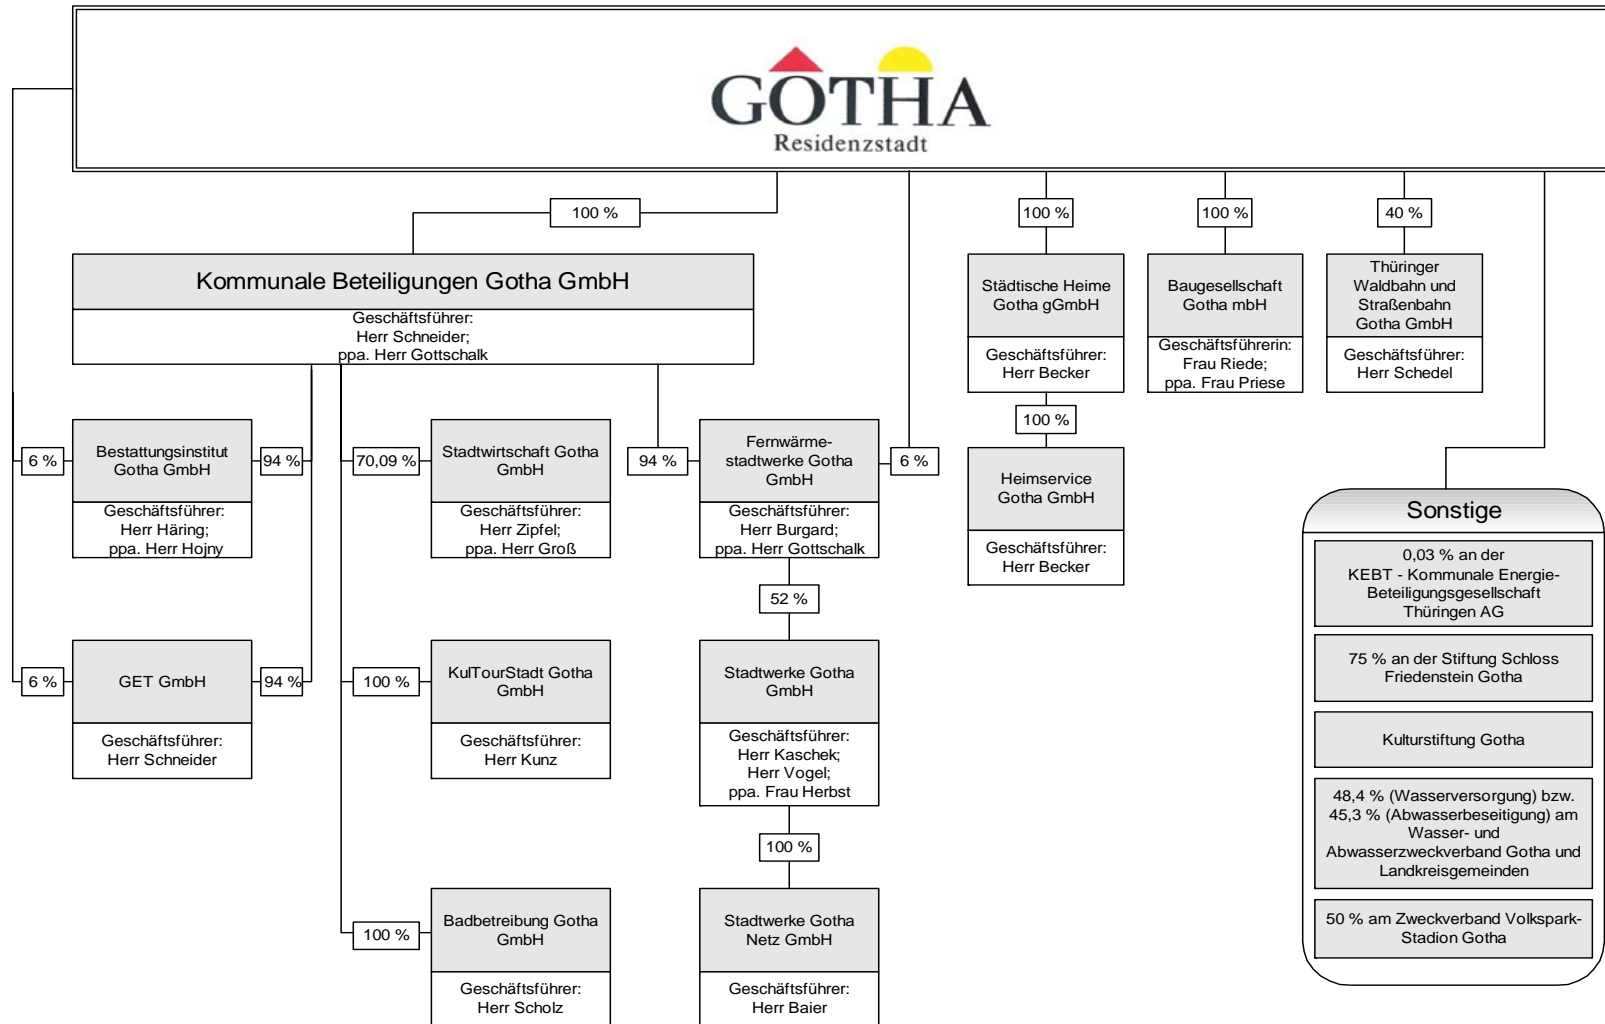 GOTHA
Residenzstadt
100 %
100 %
100 %
40 %
Kommunale Beteiligungen Gotha GmbH
Geschäftsführer:
Herr Schneider;
ppa. Herr Gottschalk
Städtische Heime
Gotha gGmbH
Geschäftsführer:
Herr Becker
Baugesellschaft
Gotha mbH
Geschäftsführerin:
Frau Riede;
ppa. Frau Priese
Thüringer
Waldbahn und
Straßenbahn
Gotha GmbH
Geschäftsführer:
Herr Schedel
6 %
Bestattungsinstitut
Gotha GmbH
Geschäftsführer:
Herr Häring;
ppa. Herr Hojny
94 %
70,09 %
Stadtwirtschaft Gotha
GmbH
Geschäftsführer:
Herr Zipfel;
ppa. Herr Groß
94 %
Fernwärme-
stadtwerke Gotha
GmbH
Geschäftsführer:
Herr Burgard;
ppa. Herr Gottschalk
6 %
100 %
Heimservice
Gotha GmbH
Geschäftsführer:
Herr Becker
52 %
6 %
GET GmbH
Geschäftsführer:
Herr Schneider
94 %
100 %
KulTourStadt Gotha
GmbH
Geschäftsführer:
Herr Kunz
Stadtwerke Gotha
GmbH
Geschäftsführer:
Herr Kaschek;
Herr Vogel;
ppa. Frau Herbst
100 %
100 %
Badbetreibung Gotha
GmbH
Geschäftsführer:
Herr Scholz
Stadtwerke Gotha
Netz GmbH
Geschäftsführer:
Herr Baier
Sonstige
0,03 % an der
KEBT - Kommunale Energie-
Beteiligungsgesellschaft
Thüringen AG
75 % an der Stiftung Schloss
Friedenstein Gotha
Kulturstiftung Gotha
48,4 % (Wasserversorgung) bzw.
45,3 % (Abwasserbeseitigung) am
Wasser- und
Abwasserzweckverband Gotha und
Landkreisgemeinden
50 % am Zweckverband Volkspark-
Stadion Gotha